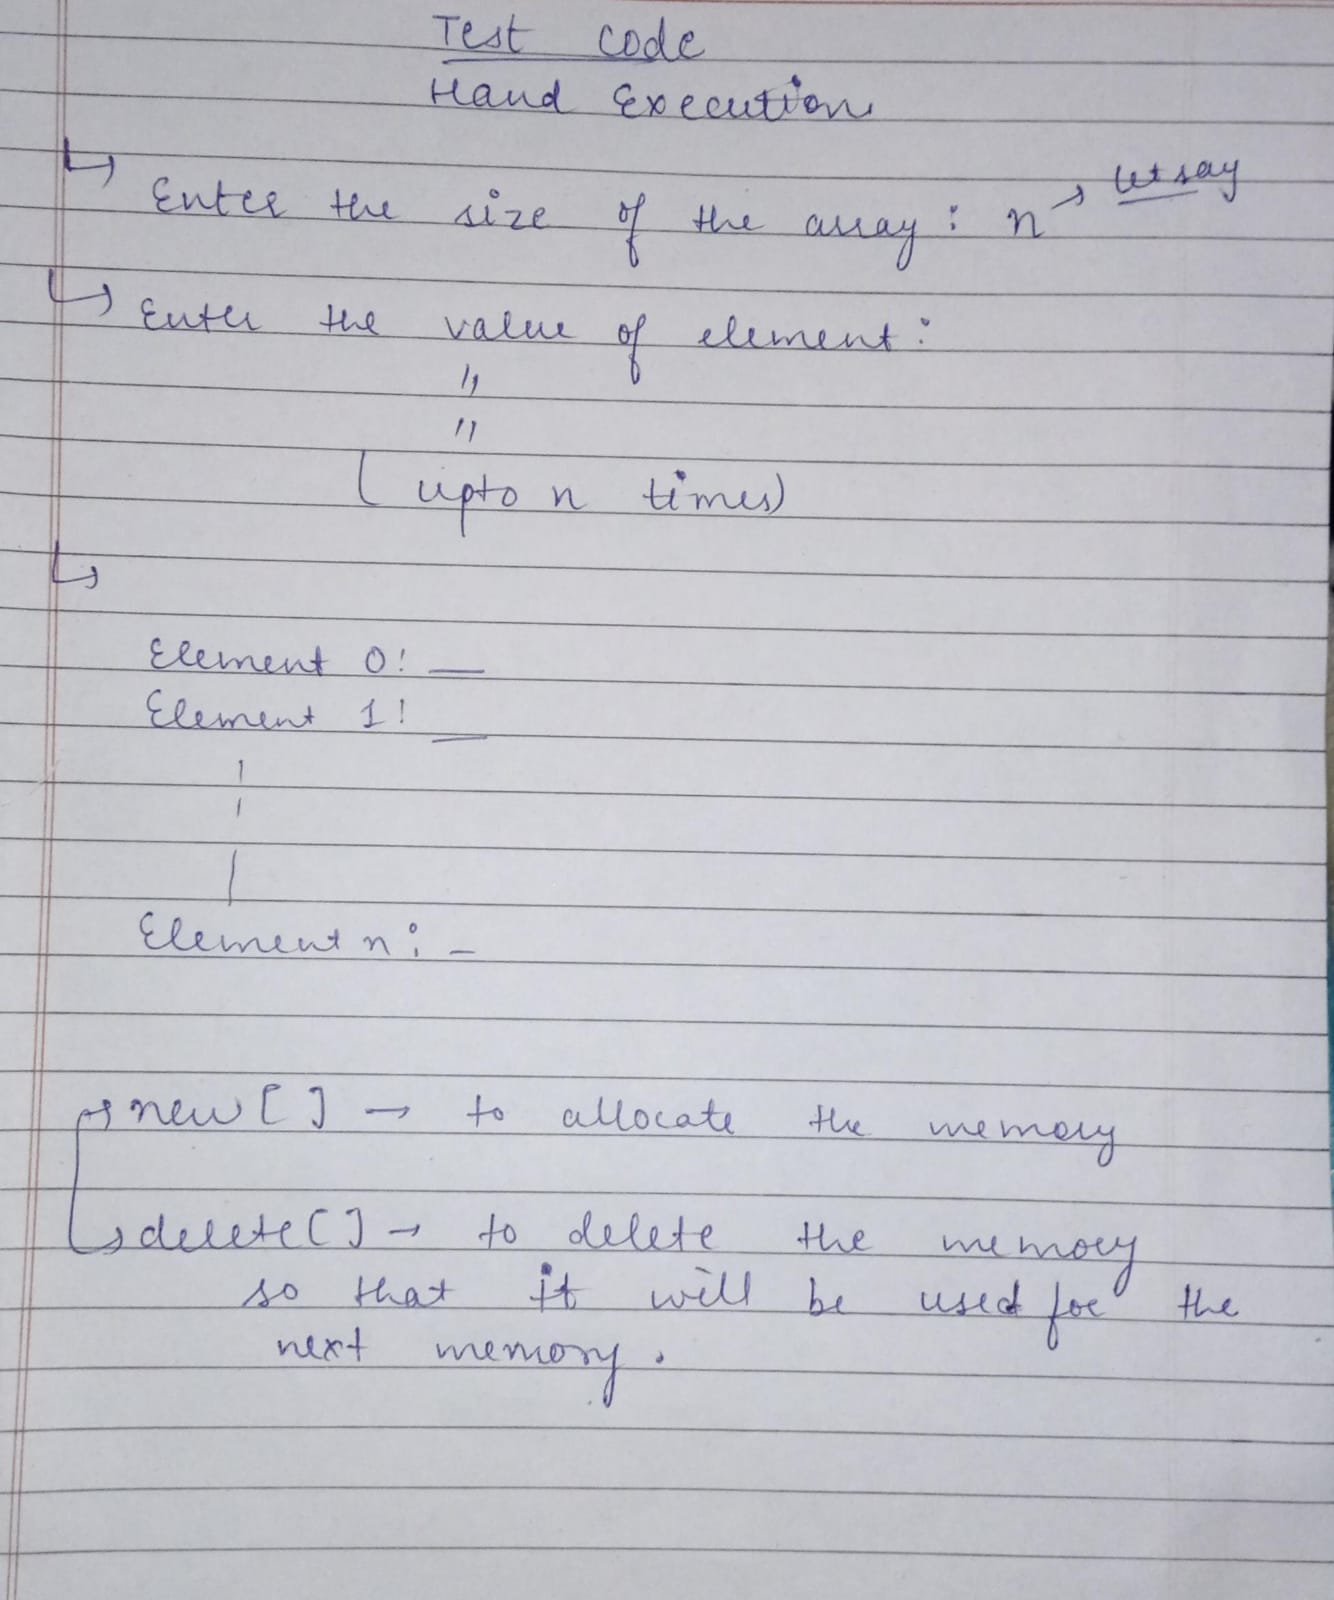 Test code
Hand Execution
↳ Enter the size of the array : n → let say
↳ Enter the value of element :
"
"
( upto n times)
↳
Element 0: __
Element 1: __
|
|
|
Element n : _
→ new [ ] → to allocate the memory
↳ delete [ ] → to delete the memory
so that it will be used for the
next memory.